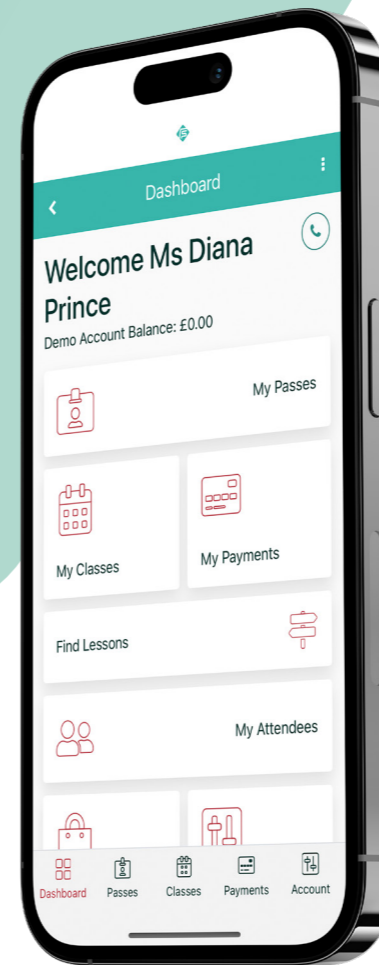 Dashboard
Welcome Ms Diana
Prince
Demo Account Balance: £0.00
My Passes
My Classes
My Payments
Find Lessons
My Attendees
Dashboard
Passes
Classes
Payments
Account